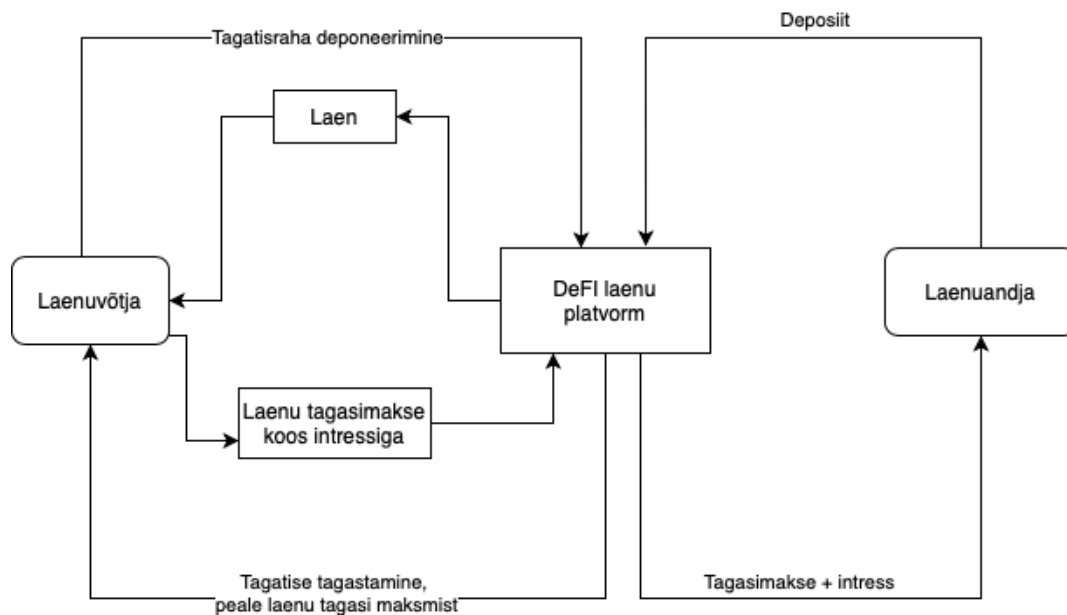 Deposiit
Tagatisraha deponeerimine
Laen
Laenuvõtja
DeFI laenu
platvorm
Laenuandja
Laenu tagasimakse
koos intressiga
Tagatise tagastamine,
peale laenu tagasi maksmist
Tagasimakse + intress